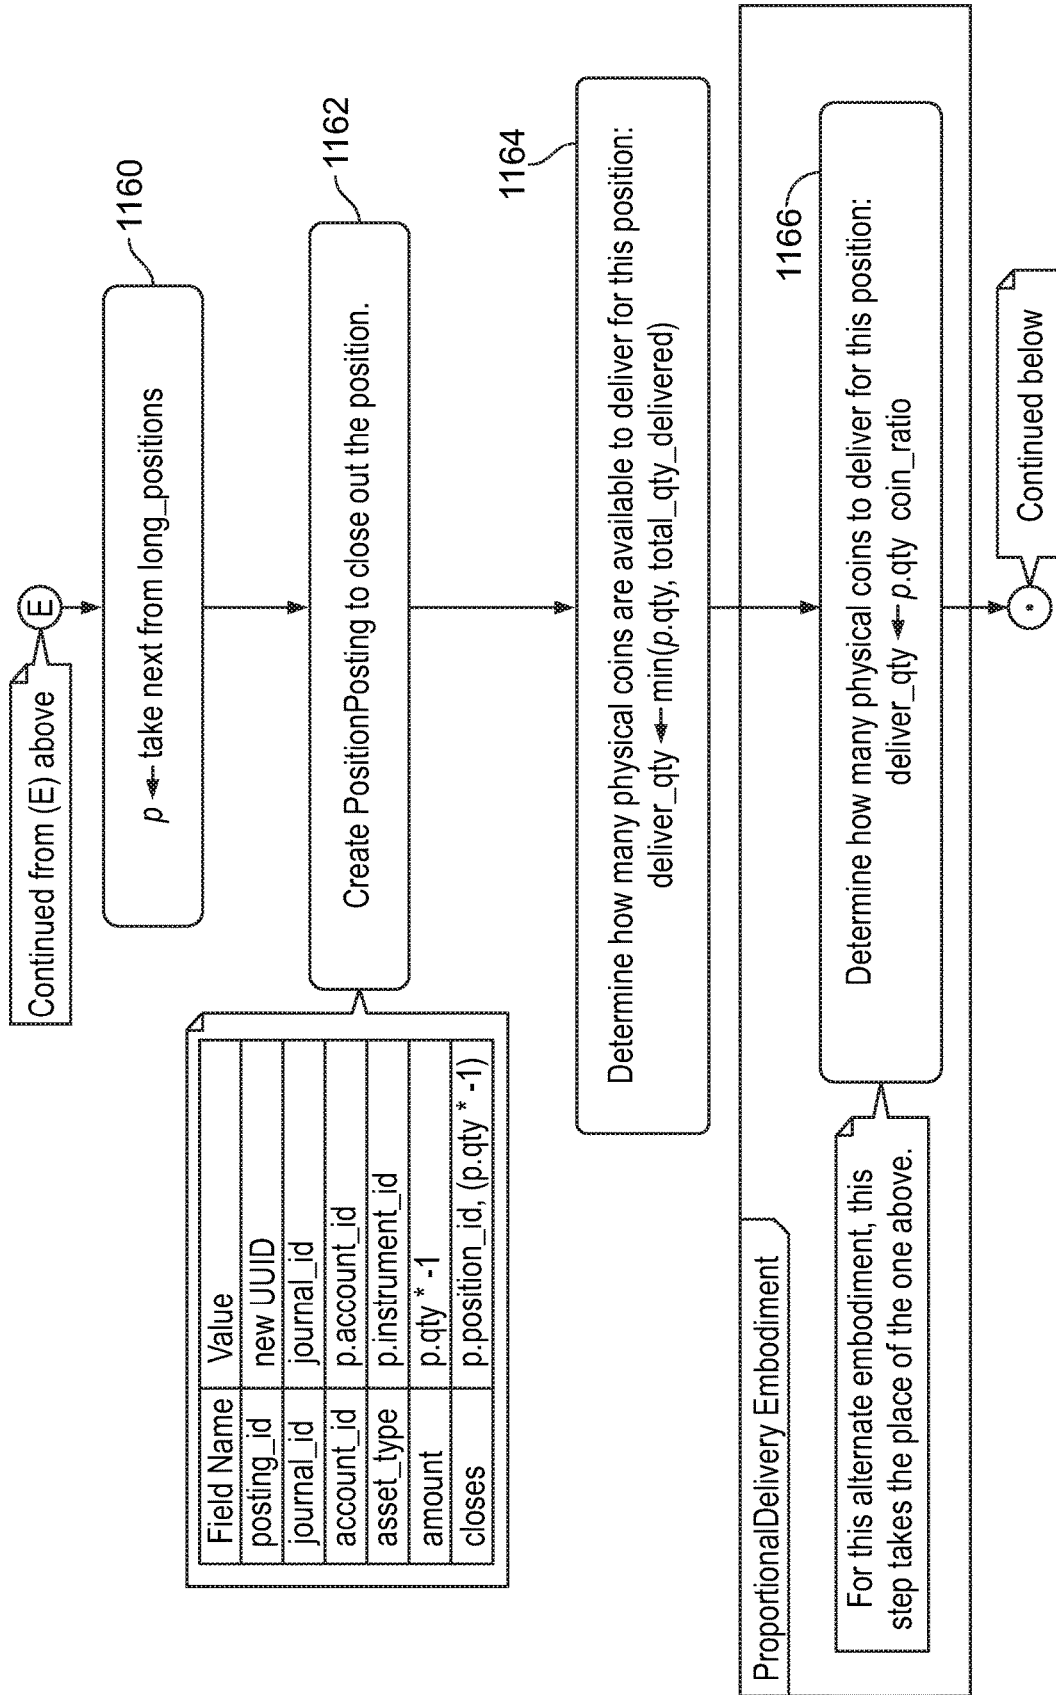 Continued from (E) above
E
1160
p ← take next from long_positions
1162
Create PositionPosting to close out the position.
Field Name Value
posting_id new UUID
journal_id journal_id
account_id p.account_id
asset_type p.instrument_id
amount p.qty * -1
closes p.position_id, (p.qty * -1)
1164
Determine how many physical coins are available to deliver for this position:
deliver_qty ← min(p.qty, total_qty_delivered)
ProportionalDelivery Embodiment
1166
Determine how many physical coins to deliver for this position:
deliver_qty ← p.qty coin_ratio
For this alternate embodiment, this
step takes the place of the one above.
Continued below